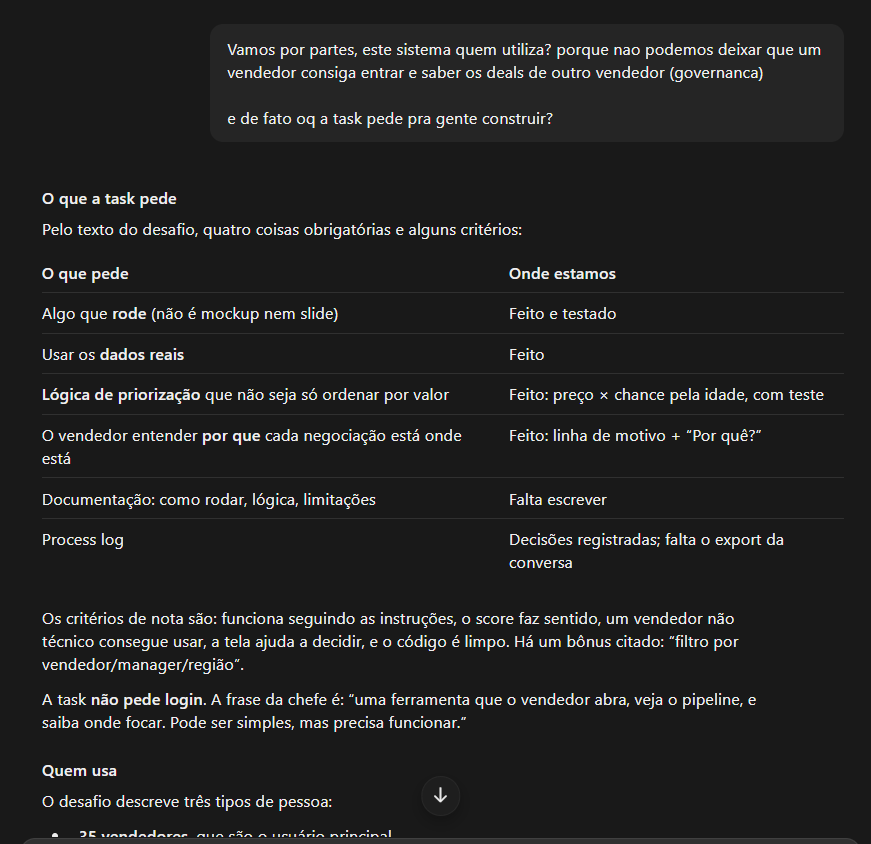 Vamos por partes, este sistema quem utiliza? porque nao podemos deixar que um
vendedor consiga entrar e saber os deals de outro vendedor (governanca)
e de fato oq a task pede pra gente construir?
O que a task pede
Pelo texto do desafio, quatro coisas obrigatórias e alguns critérios:
O que pede Onde estamos
Algo que rode (não é mockup nem slide) Feito e testado
Usar os dados reais Feito
Lógica de priorização que não seja só ordenar por valor Feito: preço × chance pela idade, com teste
O vendedor entender por que cada negociação está onde Feito: linha de motivo + “Por quê?”
está
Documentação: como rodar, lógica, limitações Falta escrever
Process log Decisões registradas; falta o export da
conversa
Os critérios de nota são: funciona seguindo as instruções, o score faz sentido, um vendedor não
técnico consegue usar, a tela ajuda a decidir, e o código é limpo. Há um bônus citado: “filtro por
vendedor/manager/região”.
A task não pede login. A frase da chefe é: “uma ferramenta que o vendedor abra, veja o pipeline, e
saiba onde focar. Pode ser simples, mas precisa funcionar.”
Quem usa
O desafio descreve três tipos de pessoa:
35 vendedores, que são o usuário principal